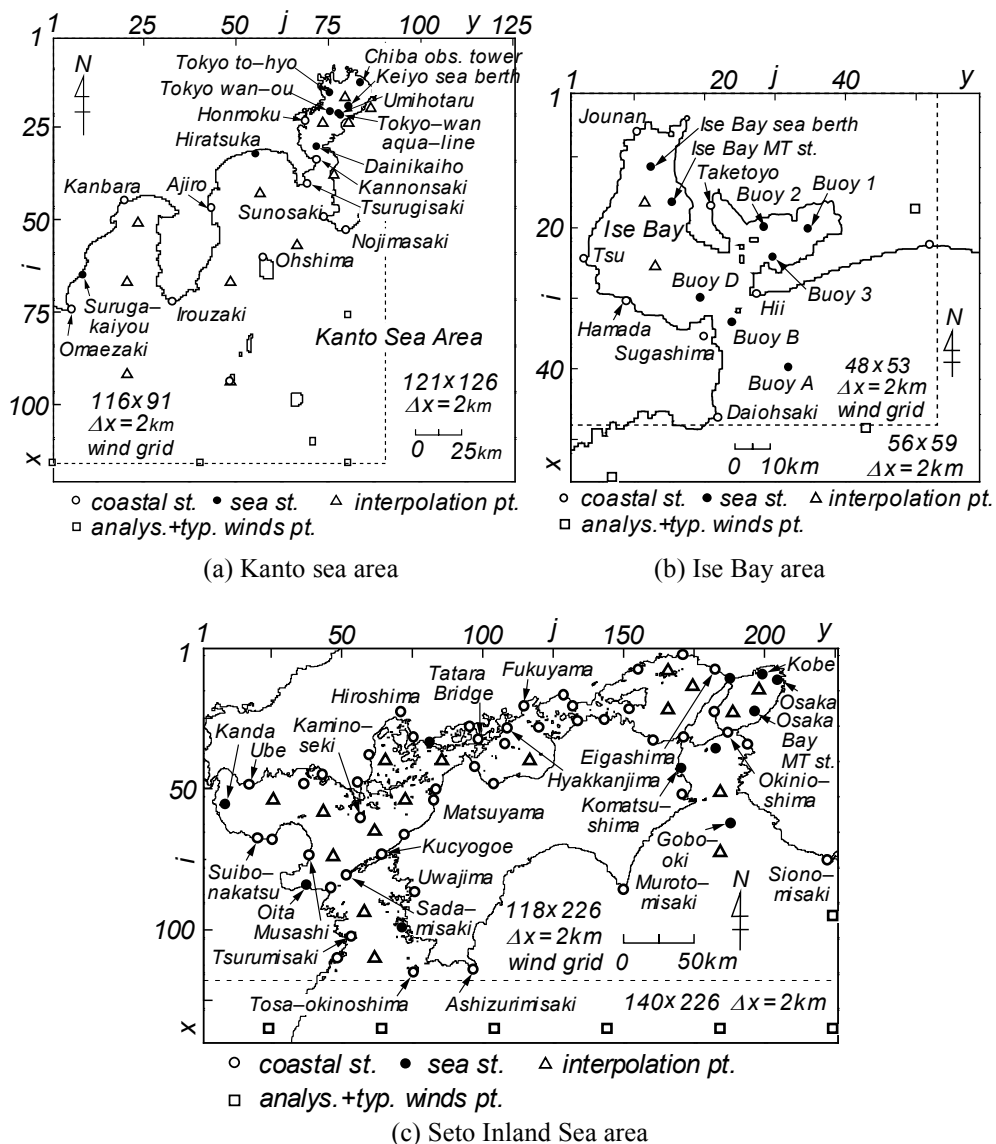 1 25 50 j 75 100 y 125
1
N
Tokyo to-hyo
Chiba obs. tower
Keiyo sea berth
Tokyo wan-ou
Umihotaru
Honmoku
Tokyo-wan
aqua-line
25
Hiratsuka
Dainikaiho
Kannonsaki
Kanbara
Ajiro
Tsurugisaki
Sunosaki
50
Nojimasaki
i
Ohshima
75
Suruga-
kaiyou
Irouzaki
Omaezaki
Kanto Sea Area
100
116x91
Δx=2km
wind grid
121x126
Δx=2km
0 25km
x
coastal st. sea st. interpolation pt.
analys.+typ. winds pt.
(a) Kanto sea area
1 20 j 40 y
1
Jounan
Ise Bay sea berth
Ise Bay MT st.
Taketoyo
Buoy 2
Buoy 1
20
Ise Bay
Tsu
Buoy D
Buoy 3
i
Hii
N
Hamada
Buoy B
Sugashima
48x53
Δx=2km
wind grid
40
Buoy A
Daiohsaki
56x59
Δx=2km
0 10km
x
coastal st. sea st. interpolation pt.
analys.+typ. winds pt.
(b) Ise Bay area
1 50 100 j 150 200 y
1
Tatara
Bridge
Fukuyama
Kobe
Hiroshima
Kanda
Kamino-
seki
Osaka
Ube
Osaka
Bay
MT st.
Eigashima
Hyakkanjima
Okinio-
shima
50
Matsuyama
Komatsu-
shima
i
Kucyogoe
Gobo-
oki
Suibo-
nakatsu
Uwajima
Muroto-
misaki
Siono-
misaki
Oita
Sada-
misaki
Musashi
N
100
118x226
Δx=2km
wind grid
0 50km
Tsurumisaki
Tosa-okinoshima
Ashizurimisaki
140x226 Δx=2km
x
coastal st. sea st. interpolation pt.
analys.+typ. winds pt.
(c) Seto Inland Sea area